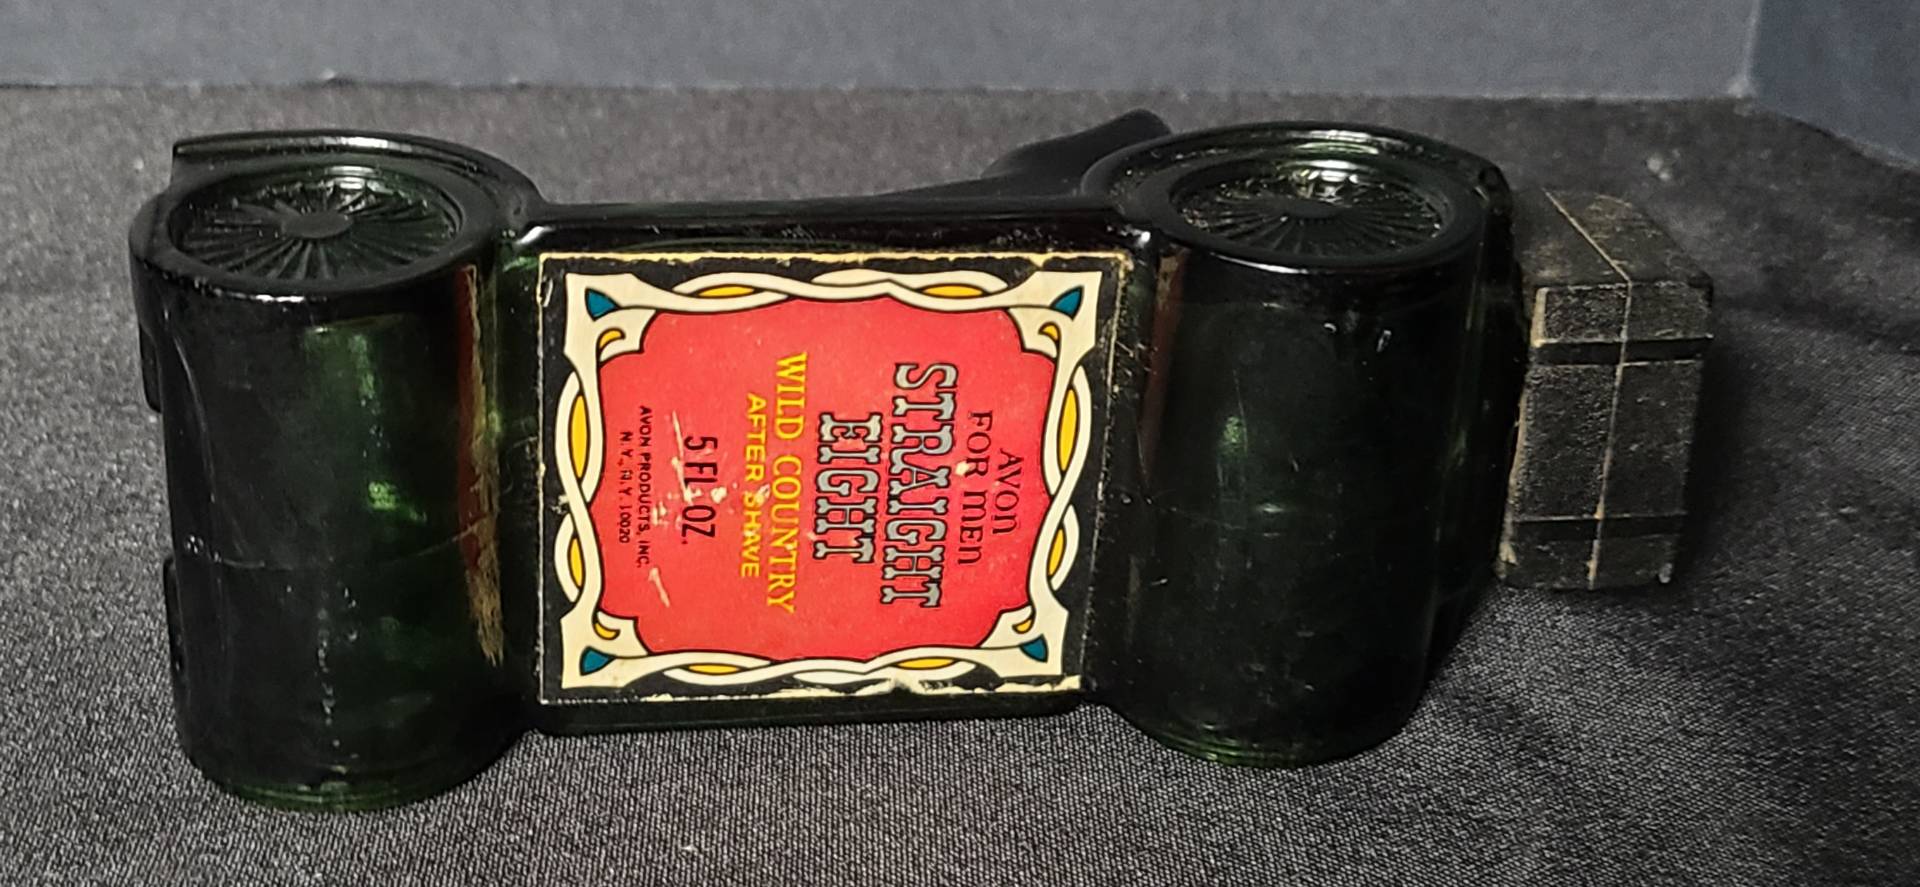 AVON
FOR MEN
STRAIGHT
EIGHT
WILD COUNTRY
AFTER SHAVE
5 FL. OZ.
AVON PRODUCTS, INC.
N. Y., N. Y. 10020